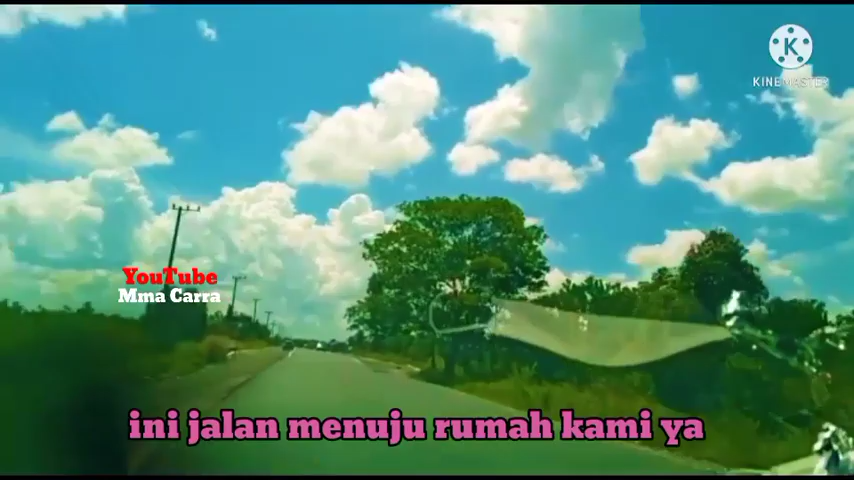 K
KINEMASTER
YouTube
Mma Carra
ini jalan menuju rumah kami ya